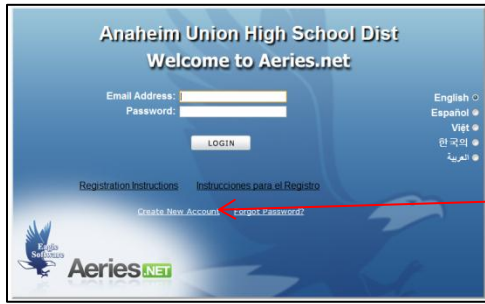 Anaheim Union High School Dist
Welcome to Aeries.net
Email Address:
Password:
English
Español
Việt
한국의
العربية
LOGIN
Registration Instructions Instrucciones para el Registro
Create New Account Forgot Password?
Eagle
Software
Aeries.NET